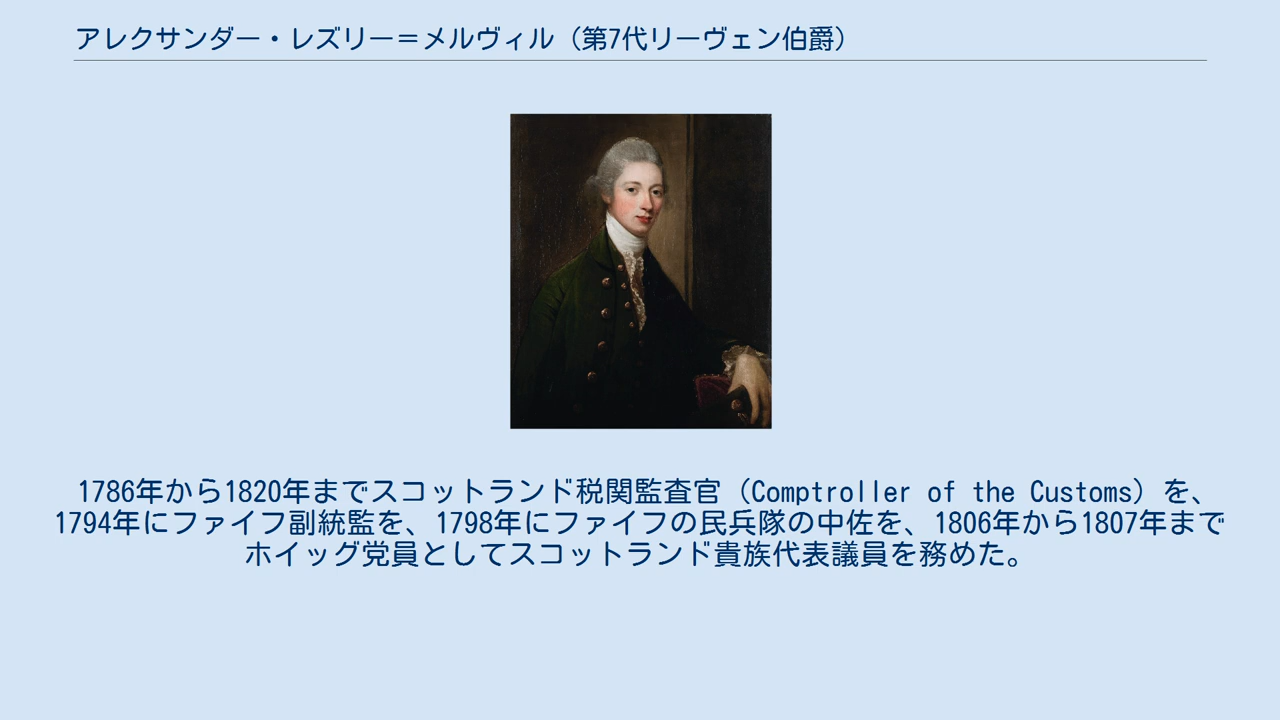 アレクサンダー・レズリー＝メルヴィル（第7代リーヴェン伯爵）
1786年から1820年までスコットランド税関監査官（Comptroller of the Customs）を、
1794年にファイフ副統監を、1798年にファイフの民兵隊の中佐を、1806年から1807年まで
ホイッグ党員としてスコットランド貴族代表議員を務めた。